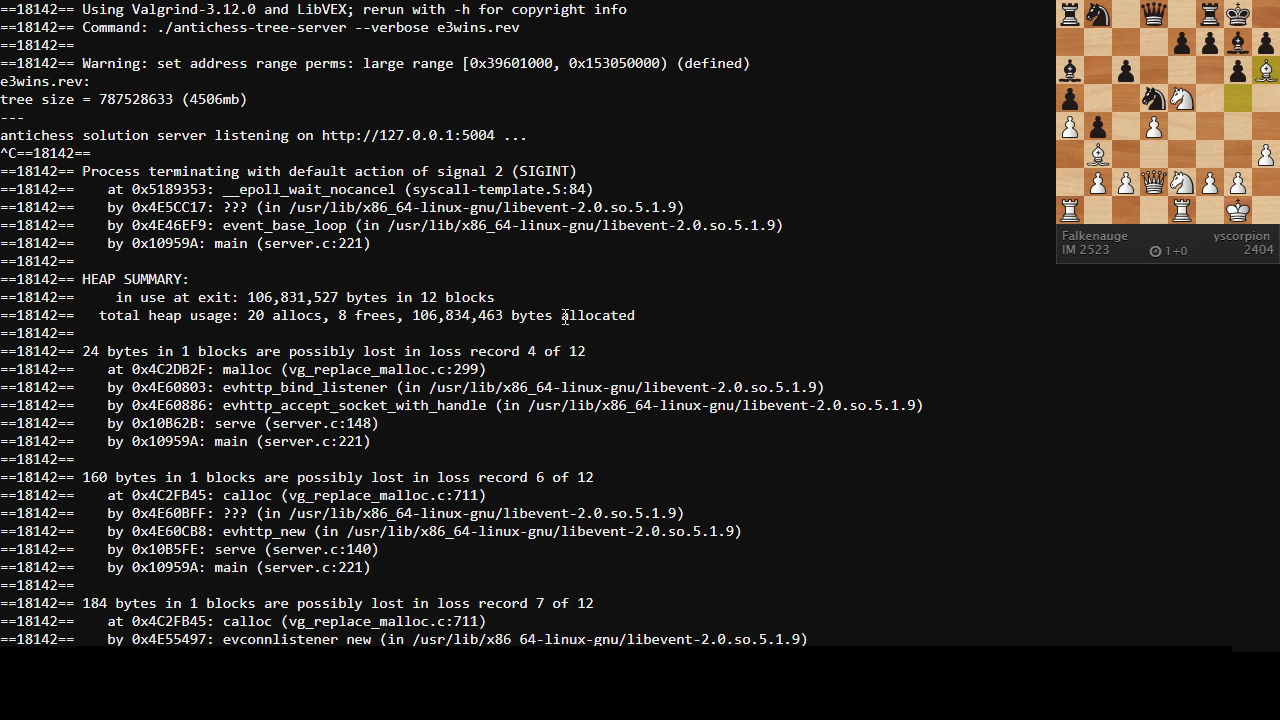 ==18142== Using Valgrind-3.12.0 and LibVEX; rerun with -h for copyright info
==18142== Command: ./antichess-tree-server --verbose e3wins.rev
==18142==
==18142== Warning: set address range perms: large range [0x39601000, 0x153050000) (defined)
e3wins.rev:
tree size = 787528633 (4506mb)
---
antichess solution server listening on http://127.0.0.1:5004 ...
^C==18142==
==18142== Process terminating with default action of signal 2 (SIGINT)
==18142==    at 0x5189353: __epoll_wait_nocancel (syscall-template.S:84)
==18142==    by 0x4E5CC17: ??? (in /usr/lib/x86_64-linux-gnu/libevent-2.0.so.5.1.9)
==18142==    by 0x4E46EF9: event_base_loop (in /usr/lib/x86_64-linux-gnu/libevent-2.0.so.5.1.9)
==18142==    by 0x10959A: main (server.c:221)
==18142==
==18142== HEAP SUMMARY:
==18142==     in use at exit: 106,831,527 bytes in 12 blocks
==18142==   total heap usage: 20 allocs, 8 frees, 106,834,463 bytes allocated
==18142==
==18142== 24 bytes in 1 blocks are possibly lost in loss record 4 of 12
==18142==    at 0x4C2DB2F: malloc (vg_replace_malloc.c:299)
==18142==    by 0x4E60803: evhttp_bind_listener (in /usr/lib/x86_64-linux-gnu/libevent-2.0.so.5.1.9)
==18142==    by 0x4E60886: evhttp_accept_socket_with_handle (in /usr/lib/x86_64-linux-gnu/libevent-2.0.so.5.1.9)
==18142==    by 0x10B62B: serve (server.c:148)
==18142==    by 0x10959A: main (server.c:221)
==18142==
==18142== 160 bytes in 1 blocks are possibly lost in loss record 6 of 12
==18142==    at 0x4C2FB45: calloc (vg_replace_malloc.c:711)
==18142==    by 0x4E60BFF: ??? (in /usr/lib/x86_64-linux-gnu/libevent-2.0.so.5.1.9)
==18142==    by 0x4E60CB8: evhttp_new (in /usr/lib/x86_64-linux-gnu/libevent-2.0.so.5.1.9)
==18142==    by 0x10B5FE: serve (server.c:140)
==18142==    by 0x10959A: main (server.c:221)
==18142==
==18142== 184 bytes in 1 blocks are possibly lost in loss record 7 of 12
==18142==    at 0x4C2FB45: calloc (vg_replace_malloc.c:711)
==18142==    by 0x4E55497: evconnlistener_new (in /usr/lib/x86_64-linux-gnu/libevent-2.0.so.5.1.9)
Falkenauge yscorpion
IM 2523 1+0 2404